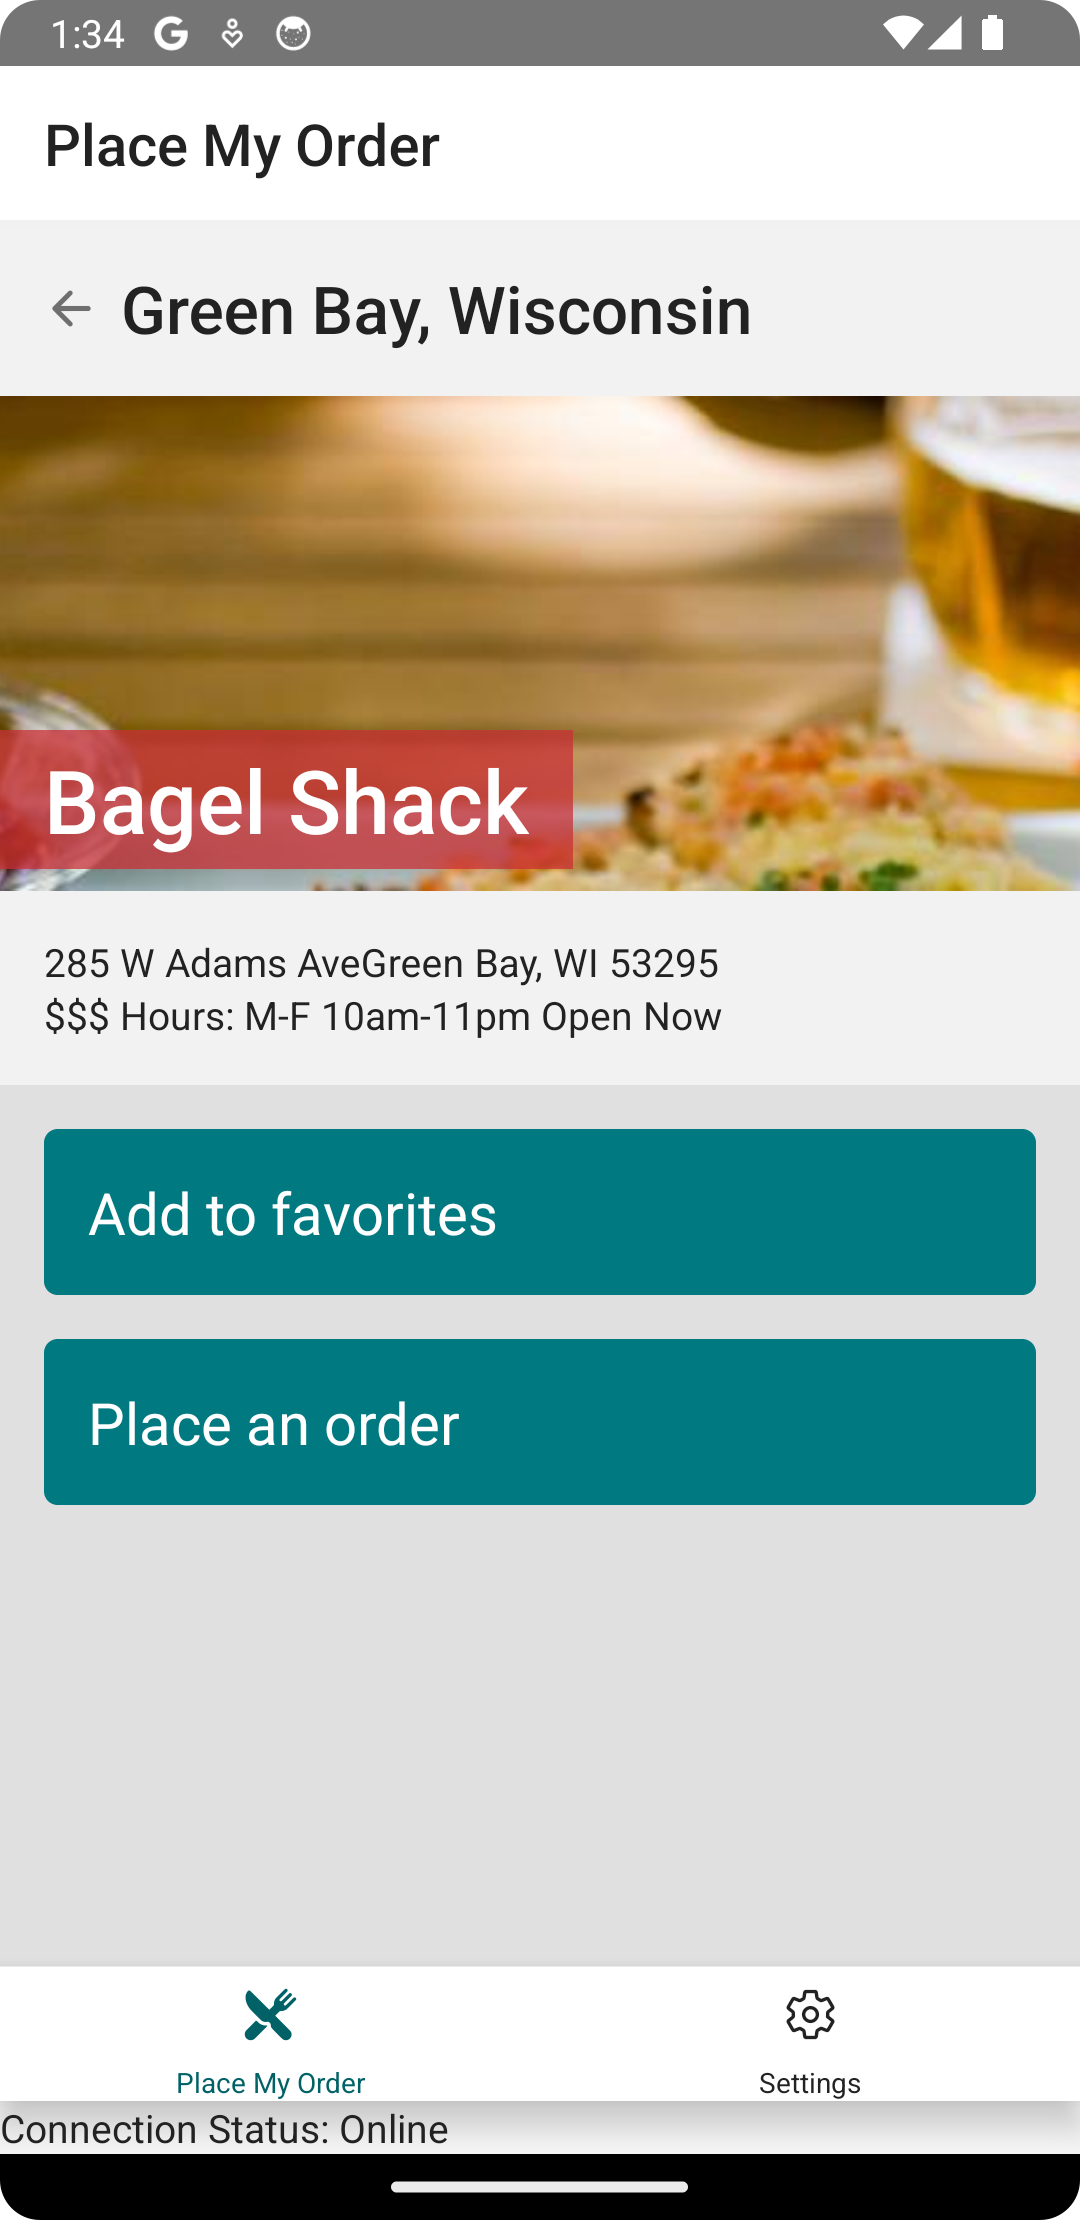 1:34
Place My Order
Green Bay, Wisconsin
Bagel Shack
285 W Adams AveGreen Bay, WI 53295
$$$ Hours: M-F 10am-11pm Open Now
Add to favorites
Place an order
Place My Order
Settings
Connection Status: Online